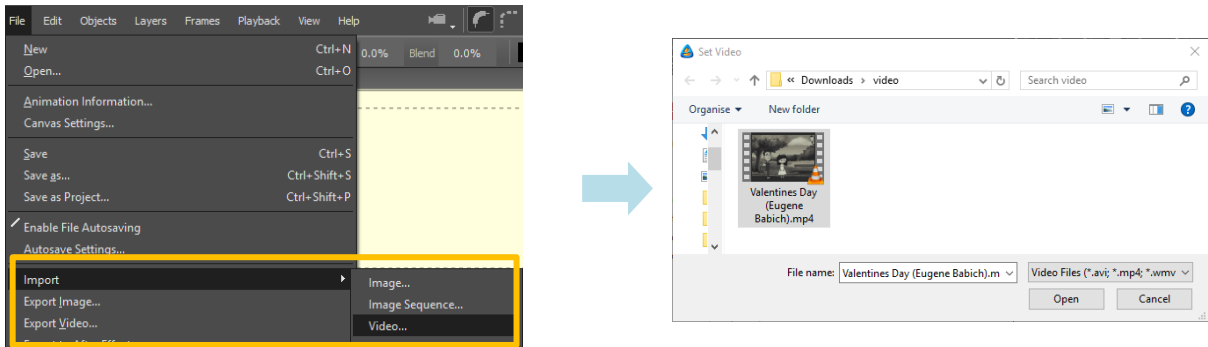 File Edit Objects Layers Frames Playback View Help
New Ctrl+N
0.0% Blend 0.0%
Open... Ctrl+O
Animation Information...
Canvas Settings...
Save Ctrl+S
Save as... Ctrl+Shift+S
Save as Project... Ctrl+Shift+P
Enable File Autosaving
Autosave Settings...
Import
Image...
Export Image...
Image Sequence...
Export Video...
Video...
Set Video
« Downloads › video
Search video
Organise
New folder
Valentines Day
(Eugene
Babich).mp4
File name: Valentines Day (Eugene Babich).m
Video Files (*.avi; *.mp4; *.wmv
Open Cancel